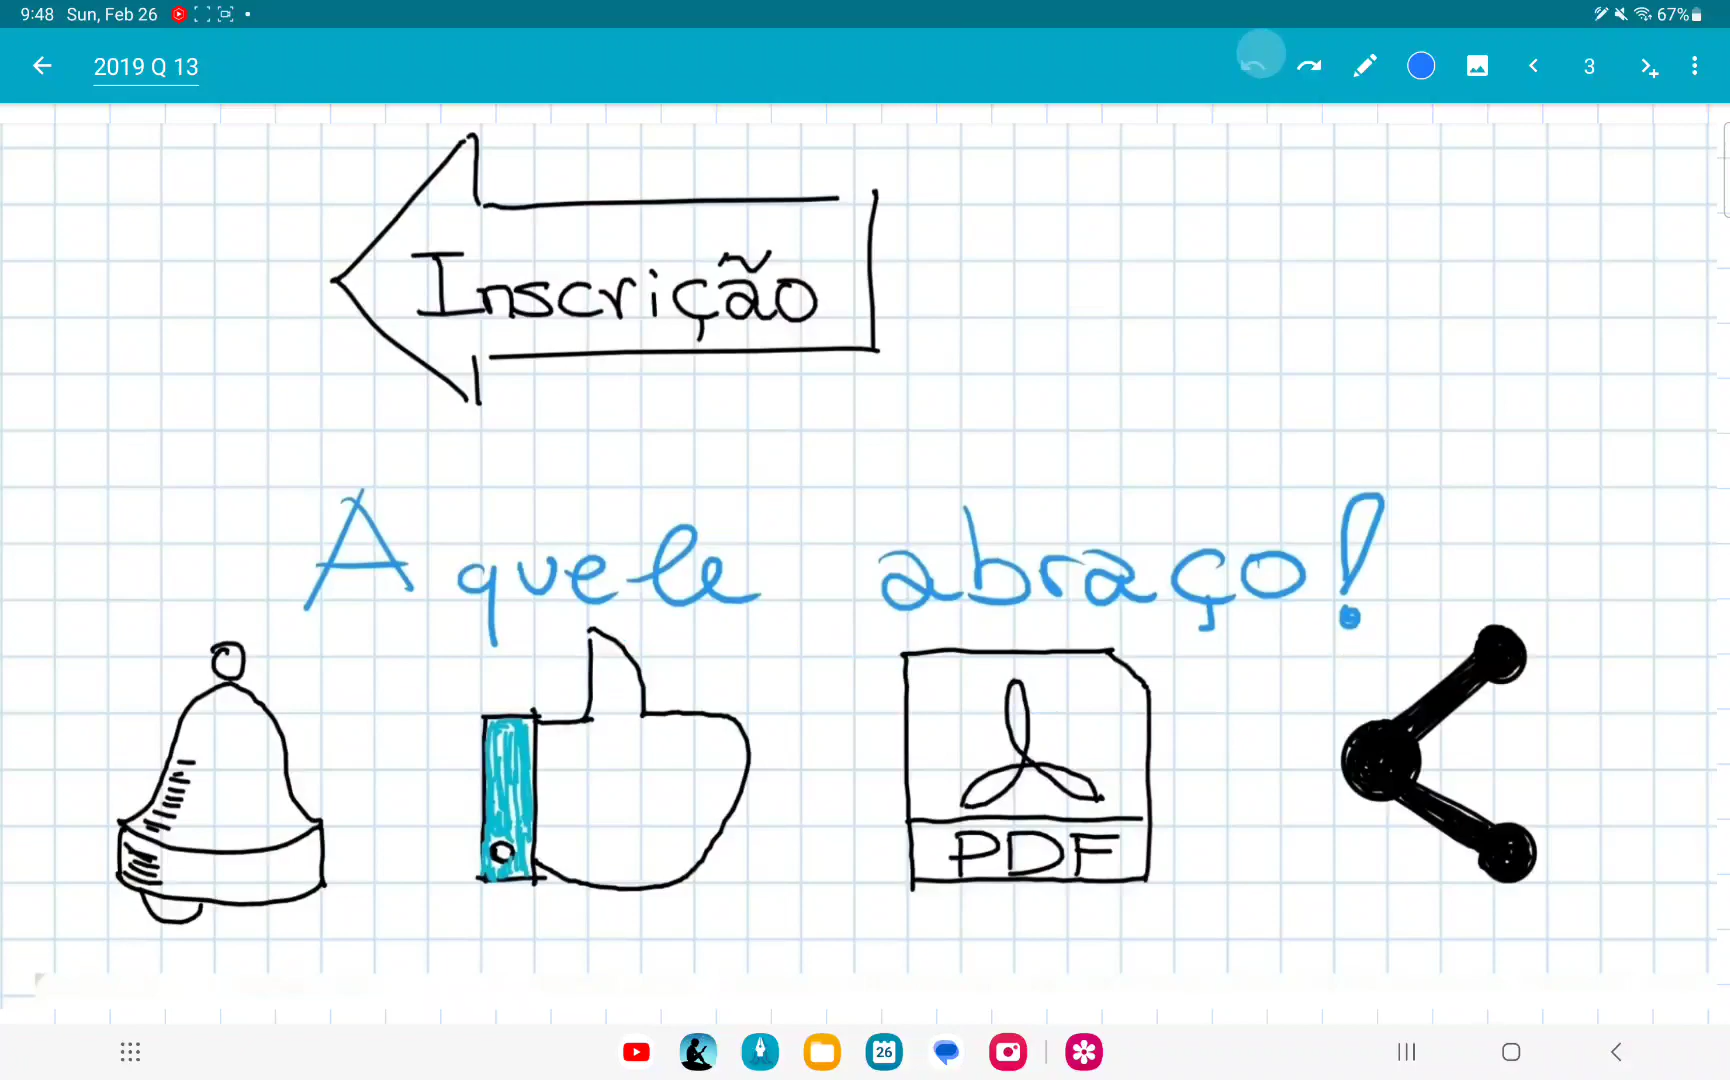 9:48 Sun, Feb 26 67%
2019 Q 13 3
Inscrição
Aquele abraço!
PDF
26